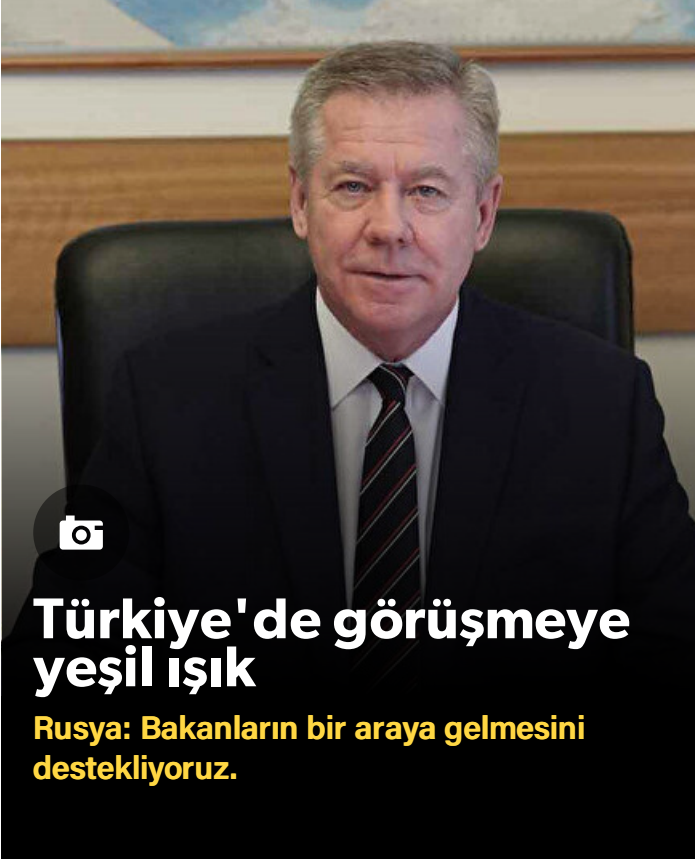 Türkiye'de görüşmeye
yeşil ışık
Rusya: Bakanların bir araya gelmesini
destekliyoruz.